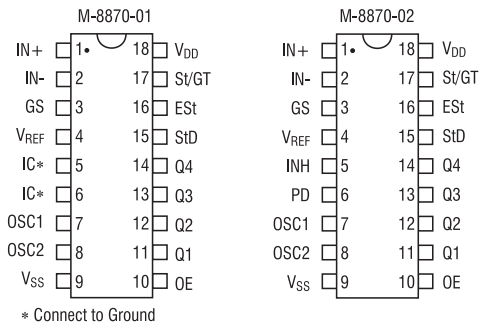 M-8870-01 M-8870-02
IN+ 1 18 VDD IN+ 1 18 VDD
IN- 2 17 St/GT IN- 2 17 St/GT
GS 3 16 ESt GS 3 16 ESt
VREF 4 15 StD VREF 4 15 StD
IC* 5 14 Q4 INH 5 14 Q4
IC* 6 13 Q3 PD 6 13 Q3
OSC1 7 12 Q2 OSC1 7 12 Q2
OSC2 8 11 Q1 OSC2 8 11 Q1
VSS 9 10 OE VSS 9 10 OE
* Connect to Ground